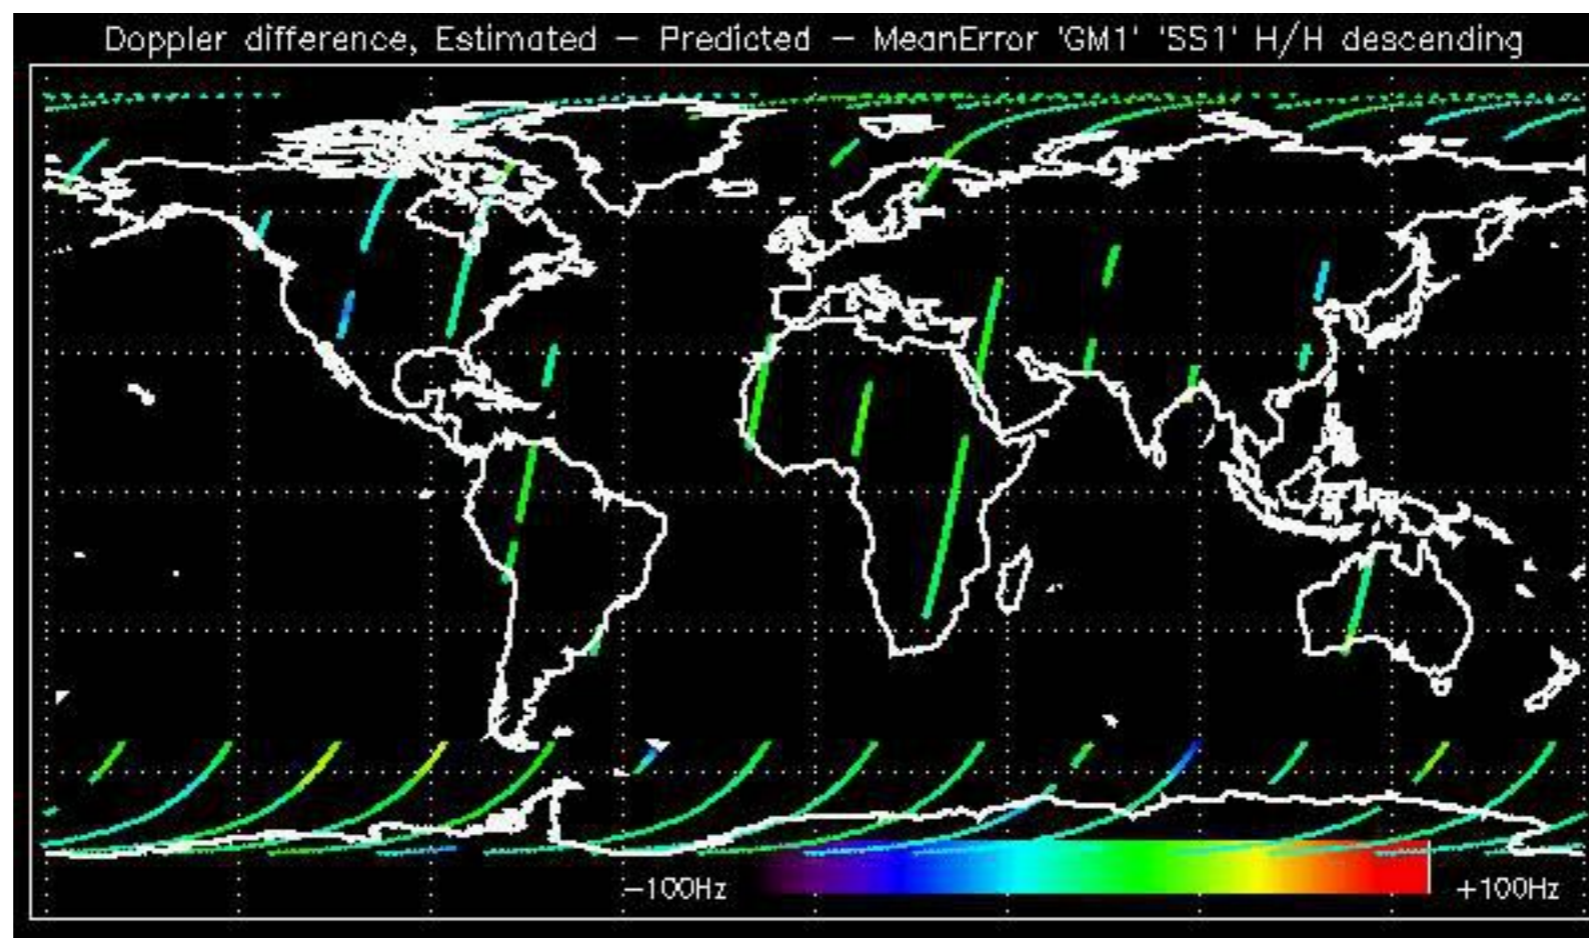 Doppler difference, Estimated − Predicted − MeanError 'GM1' 'SS1' H/H descending
−100Hz
+100Hz